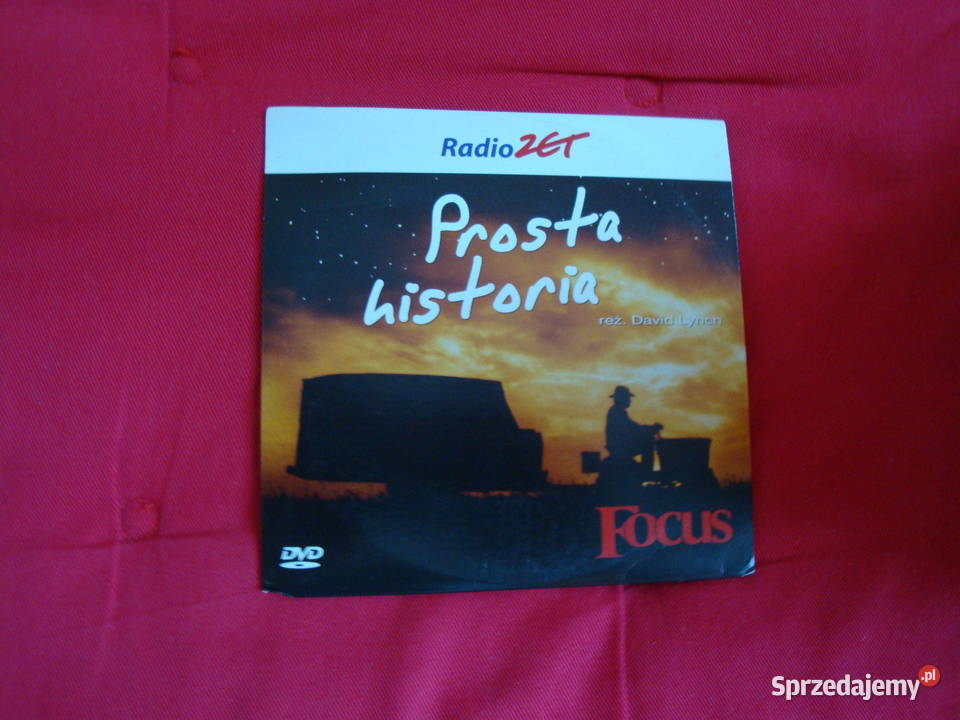 Radio ZET
Prosta
historia
reż. David Lynch
FOCUS
DVD
Sprzedajemy.pl